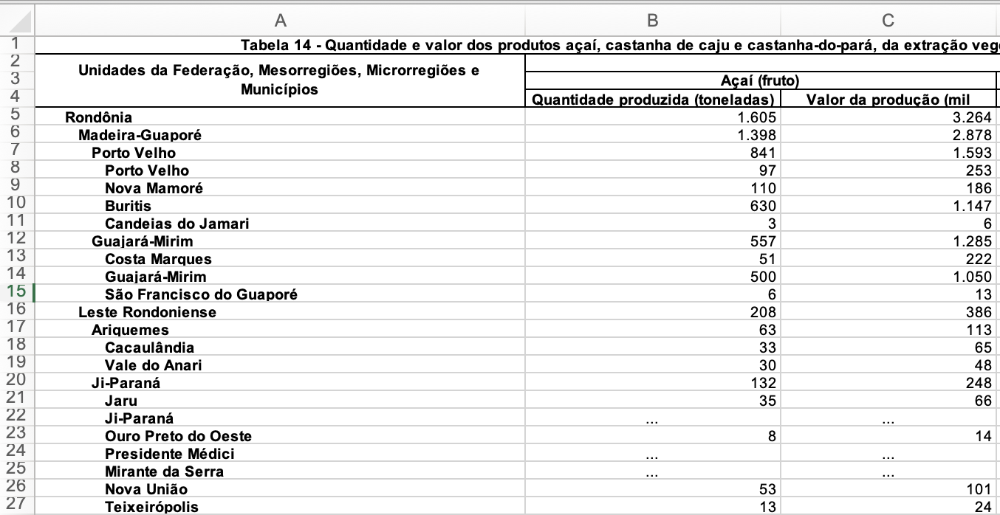 A B C
1 Tabela 14 - Quantidade e valor dos produtos açaí, castanha de caju e castanha-do-pará, da extração veg
2
Unidades da Federação, Mesorregiões, Microrregiões e
3 Açaí (fruto)
Municípios
4 Quantidade produzida (toneladas) Valor da produção (mil
5 Rondônia 1.605 3.264
6 Madeira-Guaporé 1.398 2.878
7 Porto Velho 841 1.593
8 Porto Velho 97 253
9 Nova Mamoré 110 186
10 Buritis 630 1.147
11 Candeias do Jamari 3 6
12 Guajará-Mirim 557 1.285
13 Costa Marques 51 222
14 Guajará-Mirim 500 1.050
15 São Francisco do Guaporé 6 13
16 Leste Rondoniense 208 386
17 Ariquemes 63 113
18 Cacaulândia 33 65
19 Vale do Anari 30 48
20 Ji-Paraná 132 248
21 Jaru 35 66
22 Ji-Paraná ... ...
23 Ouro Preto do Oeste 8 14
24 Presidente Médici ... ...
25 Mirante da Serra ... ...
26 Nova União 53 101
27 Teixeirópolis 13 24